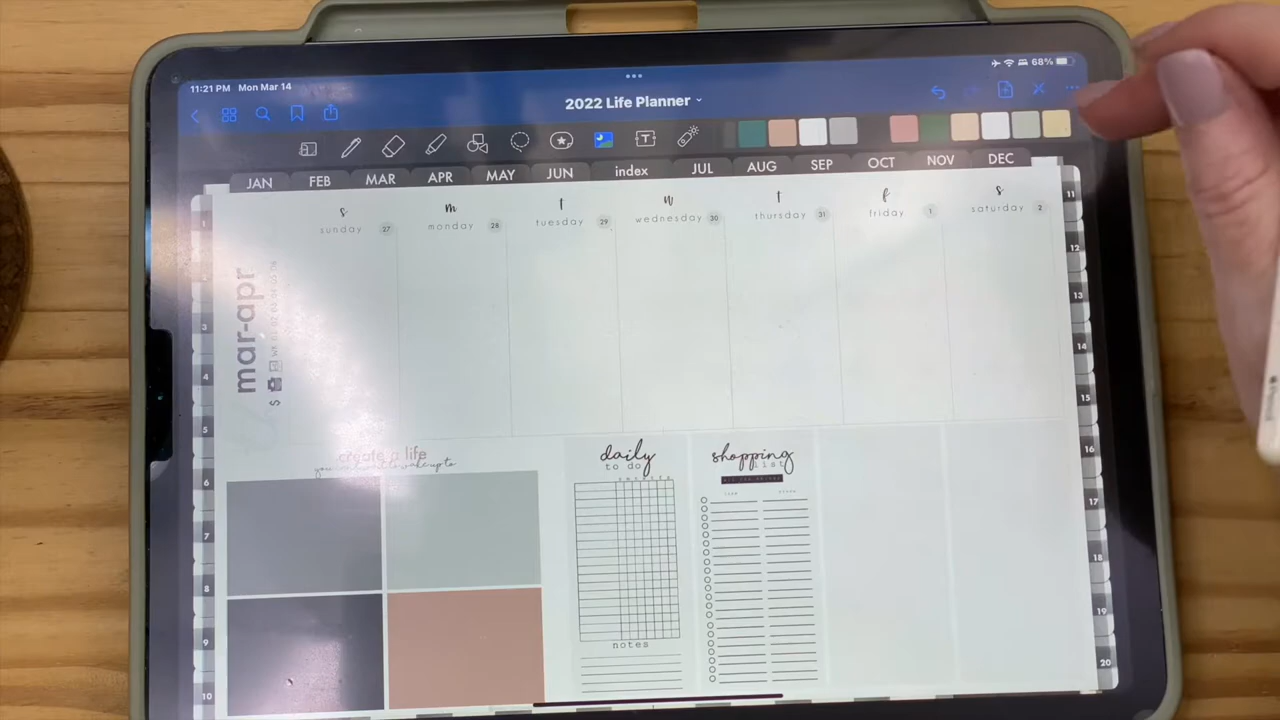 11:21 PM Mon Mar 14
68%
2022 Life Planner
T
JAN FEB MAR APR MAY JUN index JUL AUG SEP OCT NOV DEC
s m t w t f s
sunday 27 monday 28 tuesday 29 wednesday 30 thursday 31 friday 1 saturday 2
mar-apr
$
create a life
daily
to do
notes
shopping
list
1
3
4
5
6
7
8
9
10
11
12
13
14
15
16
17
18
19
20